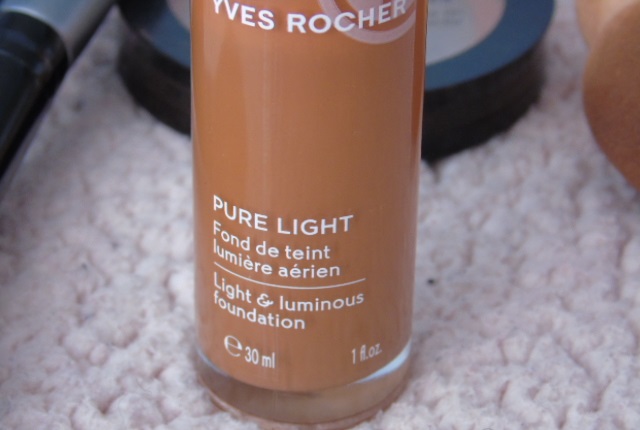 YVES ROCHER
PURE LIGHT
Fond de teint
lumière aérien
Light & luminous
foundation
℮ 30 ml 1 fl.oz.